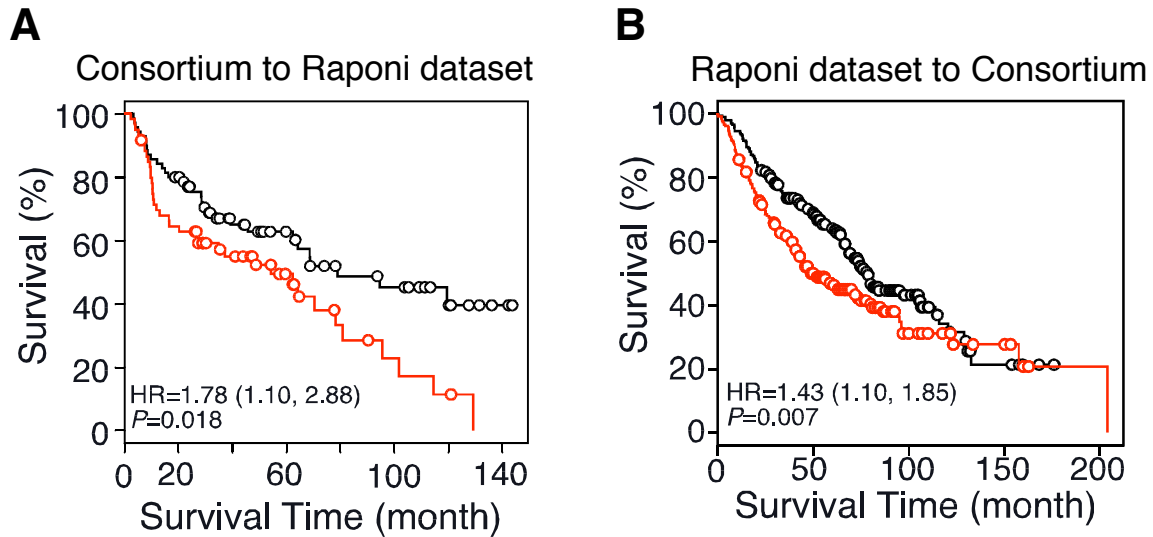 A
Consortium to Raponi dataset
Survival (%)
100
80
60
40
20
0
HR=1.78 (1.10, 2.88)
P=0.018
0 20 60 100 140
Survival Time (month)
B
Raponi dataset to Consortium
Survival (%)
100
80
60
40
20
0
HR=1.43 (1.10, 1.85)
P=0.007
0 50 100 150 200
Survival Time (month)